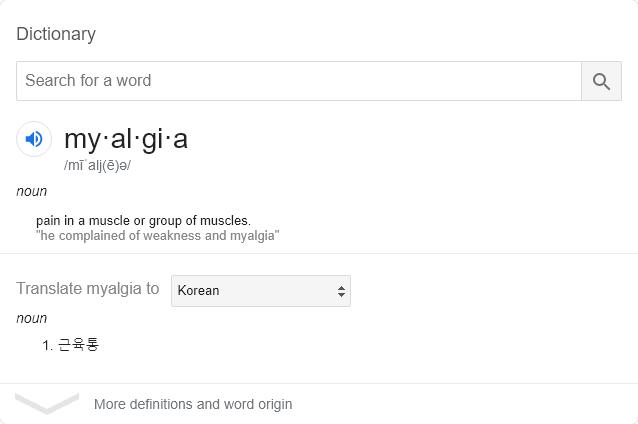 Dictionary
Search for a word
my·al·gi·a
/mīˈalj(ē)ə/
noun
pain in a muscle or group of muscles.
"he complained of weakness and myalgia"
Translate myalgia to Korean
noun
1. 근육통
More definitions and word origin